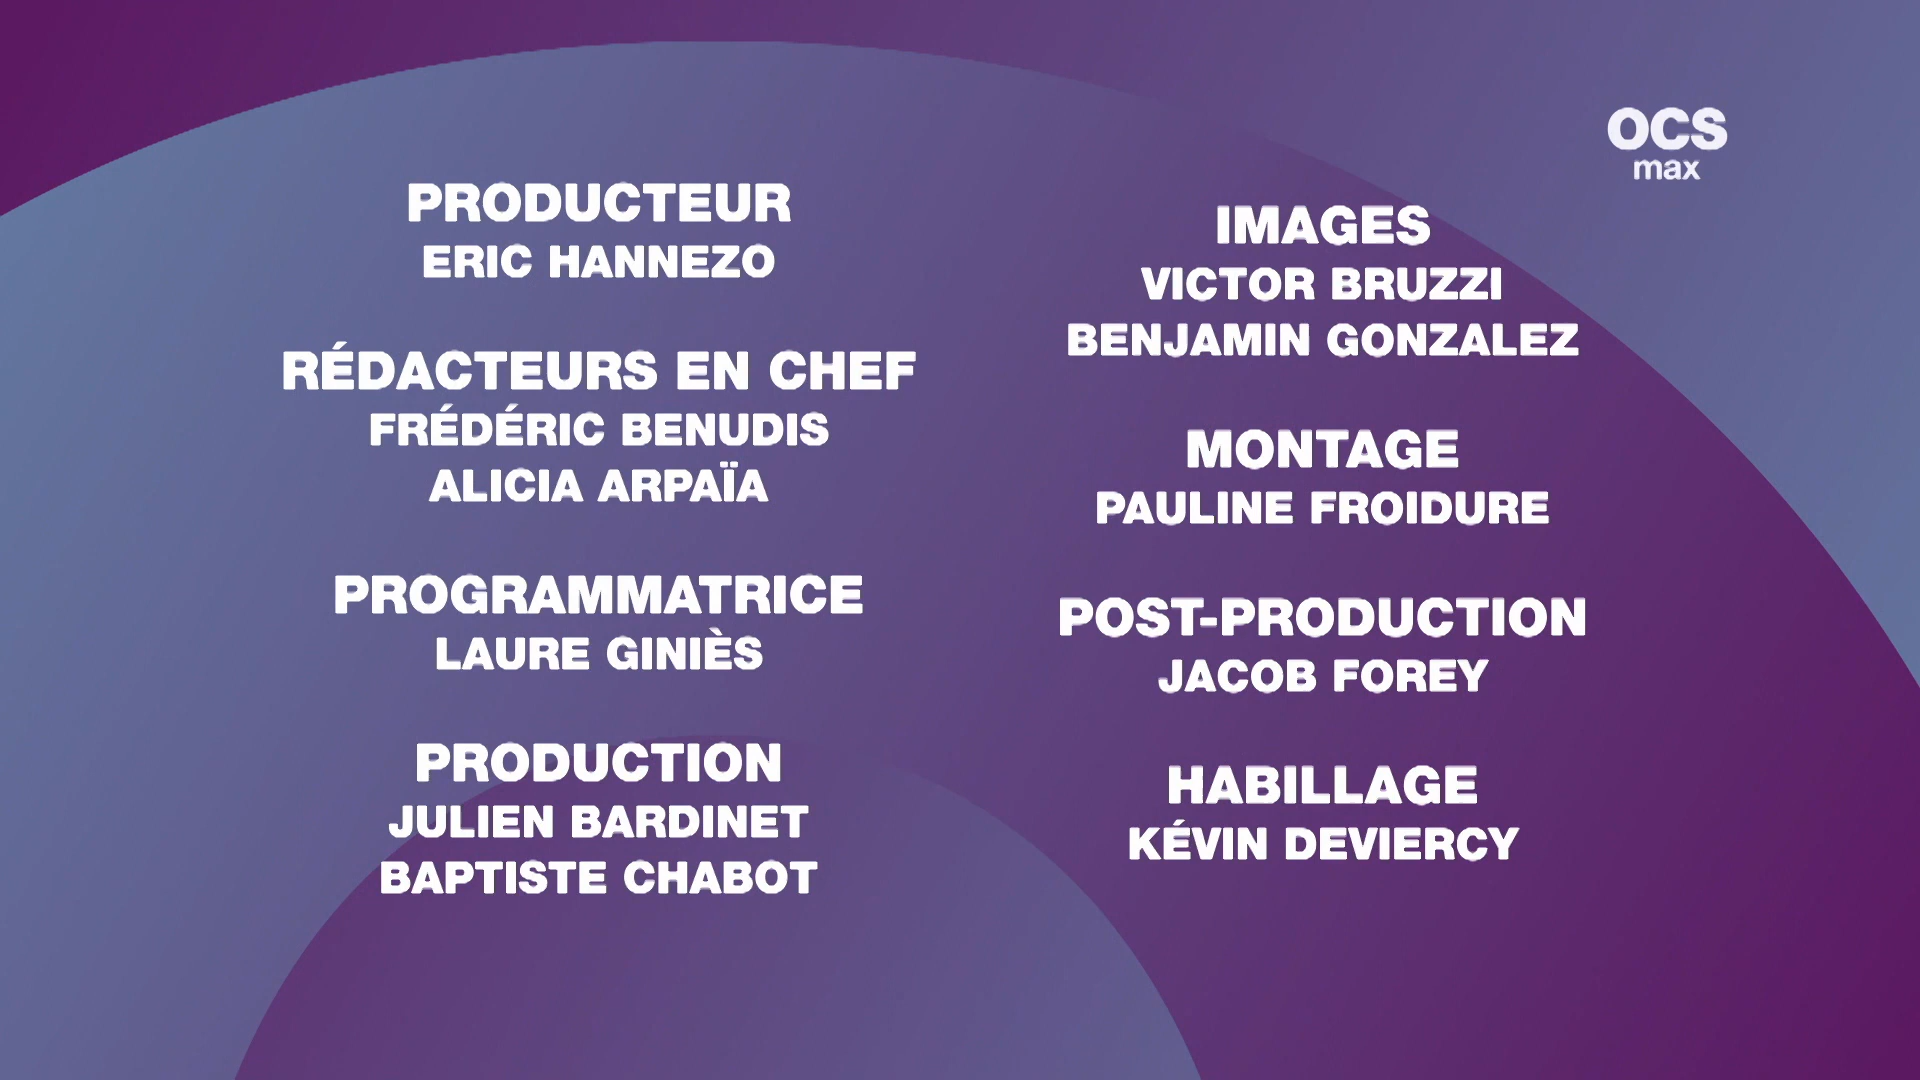 PRODUCTEUR
ERIC HANNEZO
RÉDACTEURS EN CHEF
FRÉDÉRIC BENUDIS
ALICIA ARPAÏA
PROGRAMMATRICE
LAURE GINIÈS
PRODUCTION
JULIEN BARDINET
BAPTISTE CHABOT
OCS
max
IMAGES
VICTOR BRUZZI
BENJAMIN GONZALEZ
MONTAGE
PAULINE FROIDURE
POST-PRODUCTION
JACOB FOREY
HABILLAGE
KÉVIN DEVIERCY